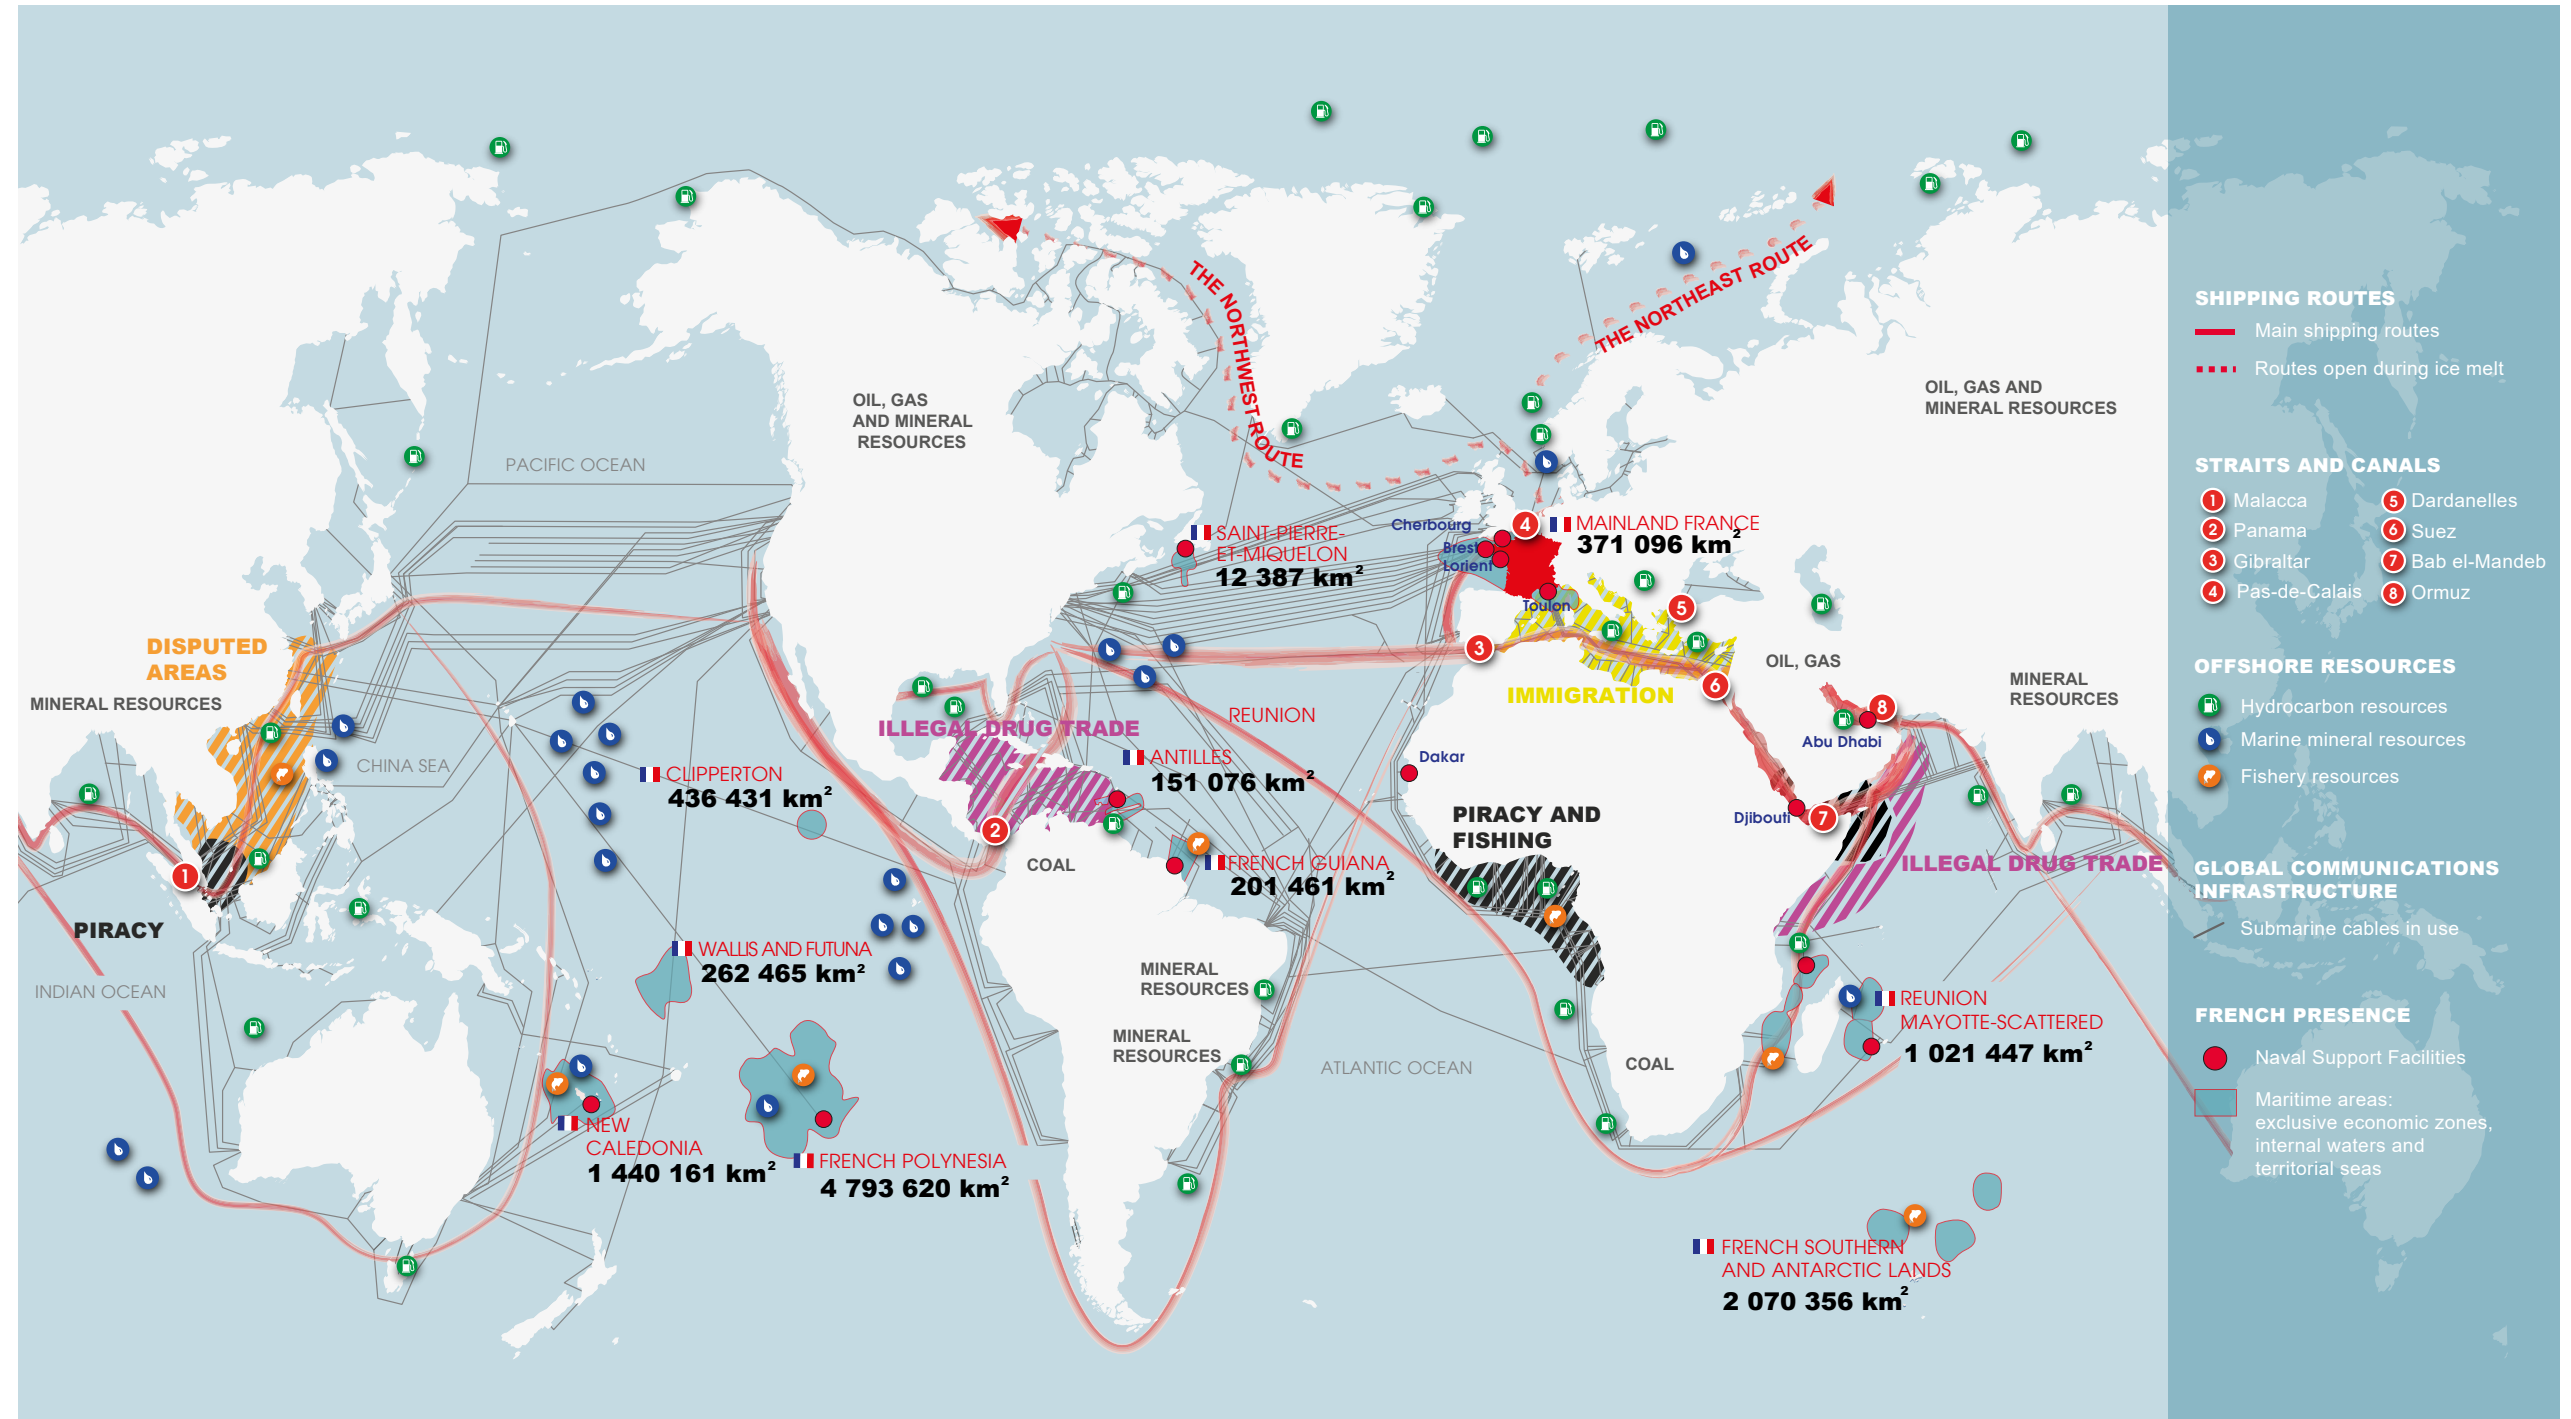 THE NORTHWEST ROUTE
THE NORTHEAST ROUTE
OIL, GAS
AND MINERAL
RESOURCES
OIL, GAS AND
MINERAL RESOURCES
PACIFIC OCEAN
SAINT-PIERRE-
ET-MIQUELON
12 387 km²
Cherbourg
Brest
Lorient
Toulon
4
MAINLAND FRANCE
371 096 km²
5
3
6
DISPUTED
AREAS
MINERAL RESOURCES
CHINA SEA
OIL, GAS
MINERAL
RESOURCES
IMMIGRATION
ILLEGAL DRUG TRADE
REUNION
8
Abu Dhabi
Dakar
CLIPPERTON
436 431 km²
ANTILLES
151 076 km²
PIRACY AND
FISHING
Djibouti
7
2
COAL
FRENCH GUIANA
201 461 km²
ILLEGAL DRUG TRADE
1
PIRACY
INDIAN OCEAN
WALLIS AND FUTUNA
262 465 km²
MINERAL
RESOURCES
MINERAL
RESOURCES
ATLANTIC OCEAN
COAL
REUNION
MAYOTTE-SCATTERED
1 021 447 km²
NEW
CALEDONIA
1 440 161 km²
FRENCH POLYNESIA
4 793 620 km²
FRENCH SOUTHERN
AND ANTARCTIC LANDS
2 070 356 km²
SHIPPING ROUTES
Main shipping routes
Routes open during ice melt
STRAITS AND CANALS
1 Malacca
2 Panama
3 Gibraltar
4 Pas-de-Calais
5 Dardanelles
6 Suez
7 Bab el-Mandeb
8 Ormuz
OFFSHORE RESOURCES
Hydrocarbon resources
Marine mineral resources
Fishery resources
GLOBAL COMMUNICATIONS
INFRASTRUCTURE
Submarine cables in use
FRENCH PRESENCE
Naval Support Facilities
Maritime areas:
exclusive economic zones,
internal waters and
territorial seas